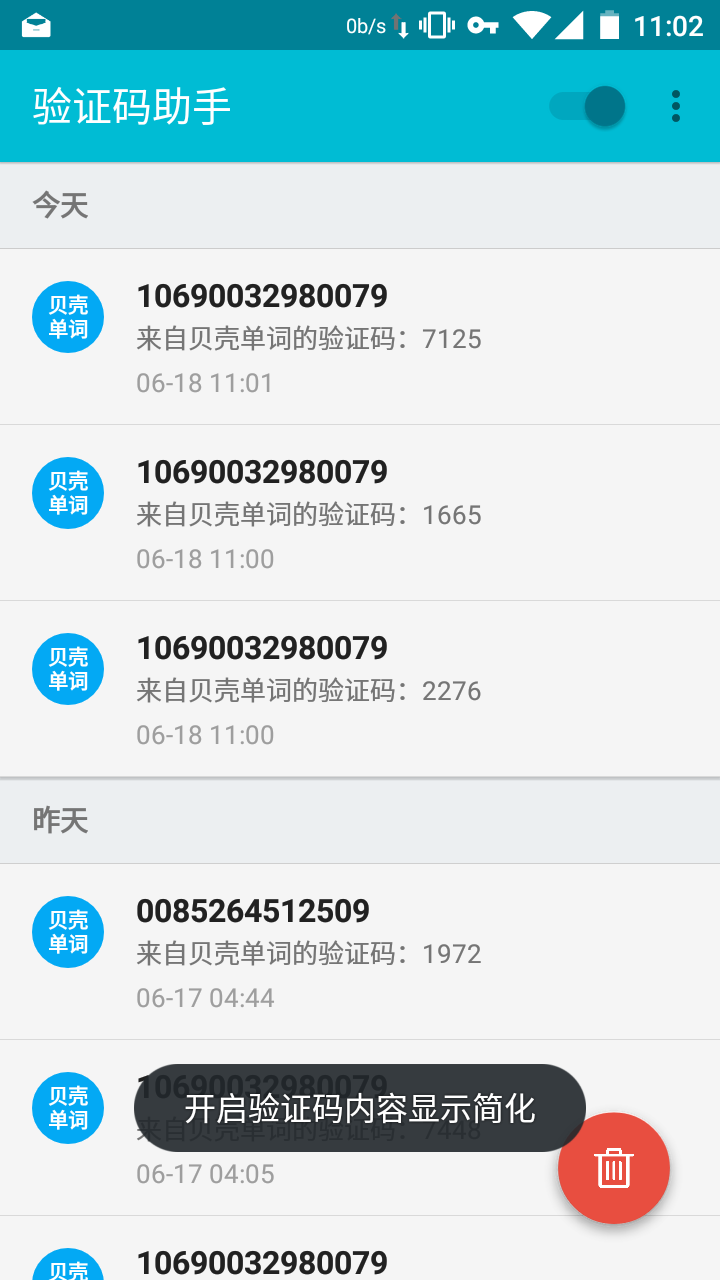 0b/s 11:02
验证码助手
今天
贝壳
单词
10690032980079
来自贝壳单词的验证码：7125
06-18 11:01
贝壳
单词
10690032980079
来自贝壳单词的验证码：1665
06-18 11:00
贝壳
单词
10690032980079
来自贝壳单词的验证码：2276
06-18 11:00
昨天
贝壳
单词
0085264512509
来自贝壳单词的验证码：1972
06-17 04:44
贝壳
单词
10690032980079
来自贝壳单词的验证码：7448
开启验证码内容显示简化
06-17 04:05
贝壳
10690032980079